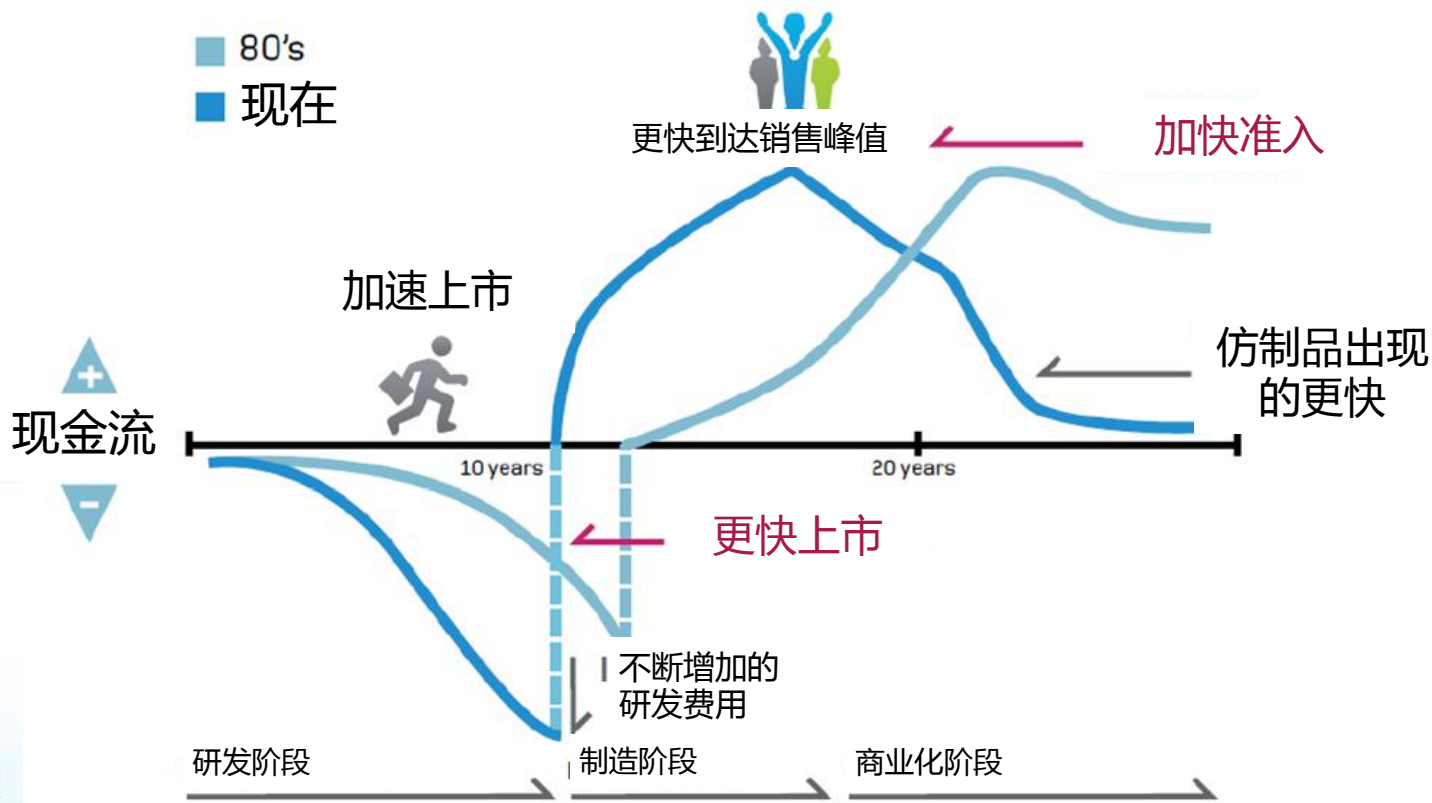 80's
现在
更快到达销售峰值
加快准入
加速上市
仿制品出现
的更快
+
现金流
-
10 years
20 years
更快上市
不断增加的
研发费用
研发阶段
制造阶段
商业化阶段